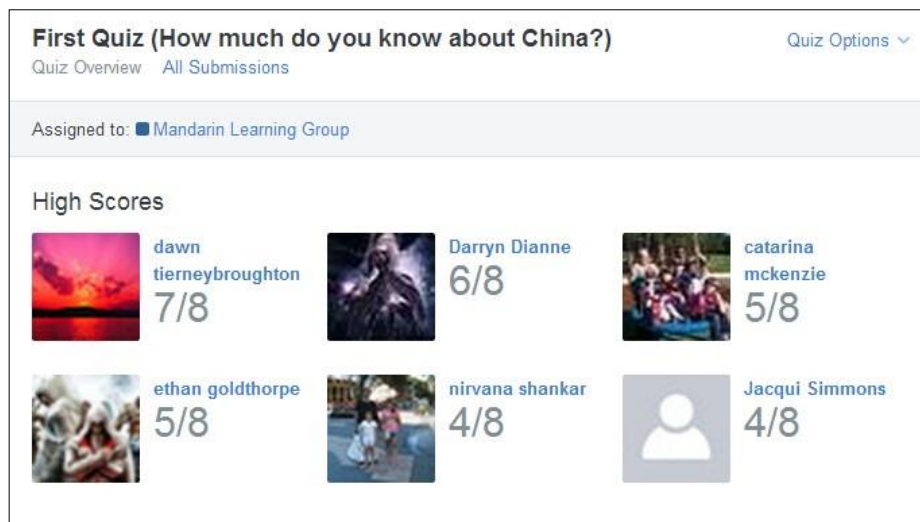 First Quiz (How much do you know about China?)
Quiz Options
Quiz Overview All Submissions
Assigned to: Mandarin Learning Group
High Scores
dawn
tierneybroughton
7/8
Darryn Dianne
6/8
catarina
mckenzie
5/8
ethan goldthorpe
5/8
nirvana shankar
4/8
Jacqui Simmons
4/8